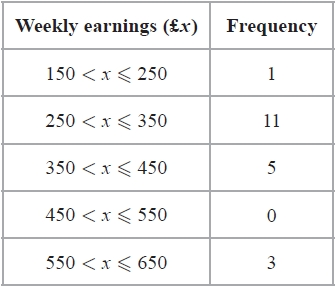 Weekly earnings (£x) Frequency
150 < x ⩽ 250 1
250 < x ⩽ 350 11
350 < x ⩽ 450 5
450 < x ⩽ 550 0
550 < x ⩽ 650 3